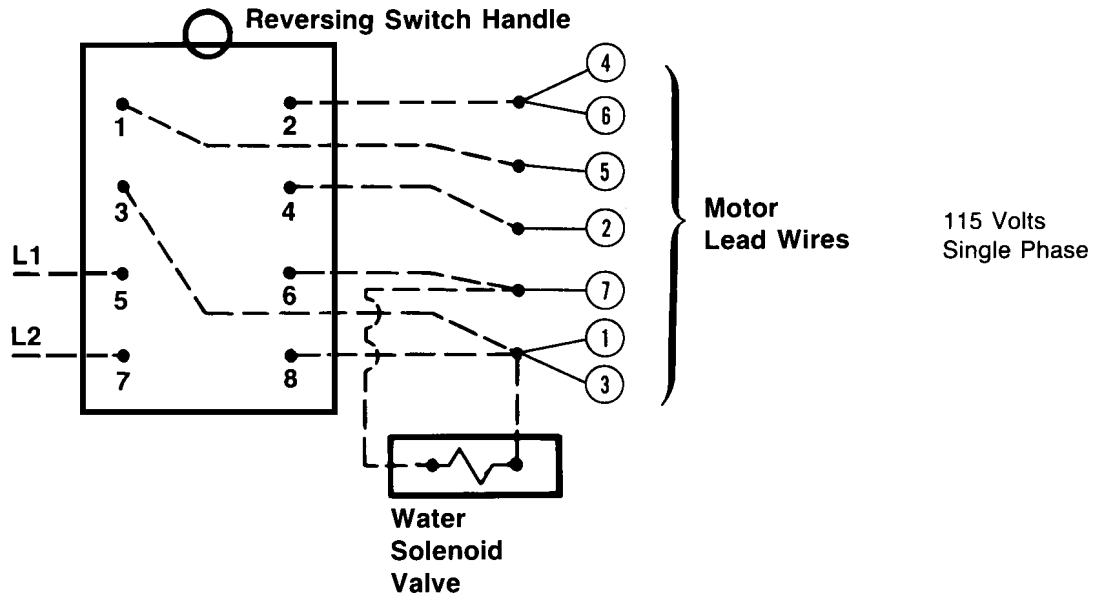 Reversing Switch Handle
4
6
1
2
5
3
4
2
Motor
Lead Wires
115 Volts
Single Phase
L1
5
6
7
L2
7
8
1
3
Water
Solenoid
Valve